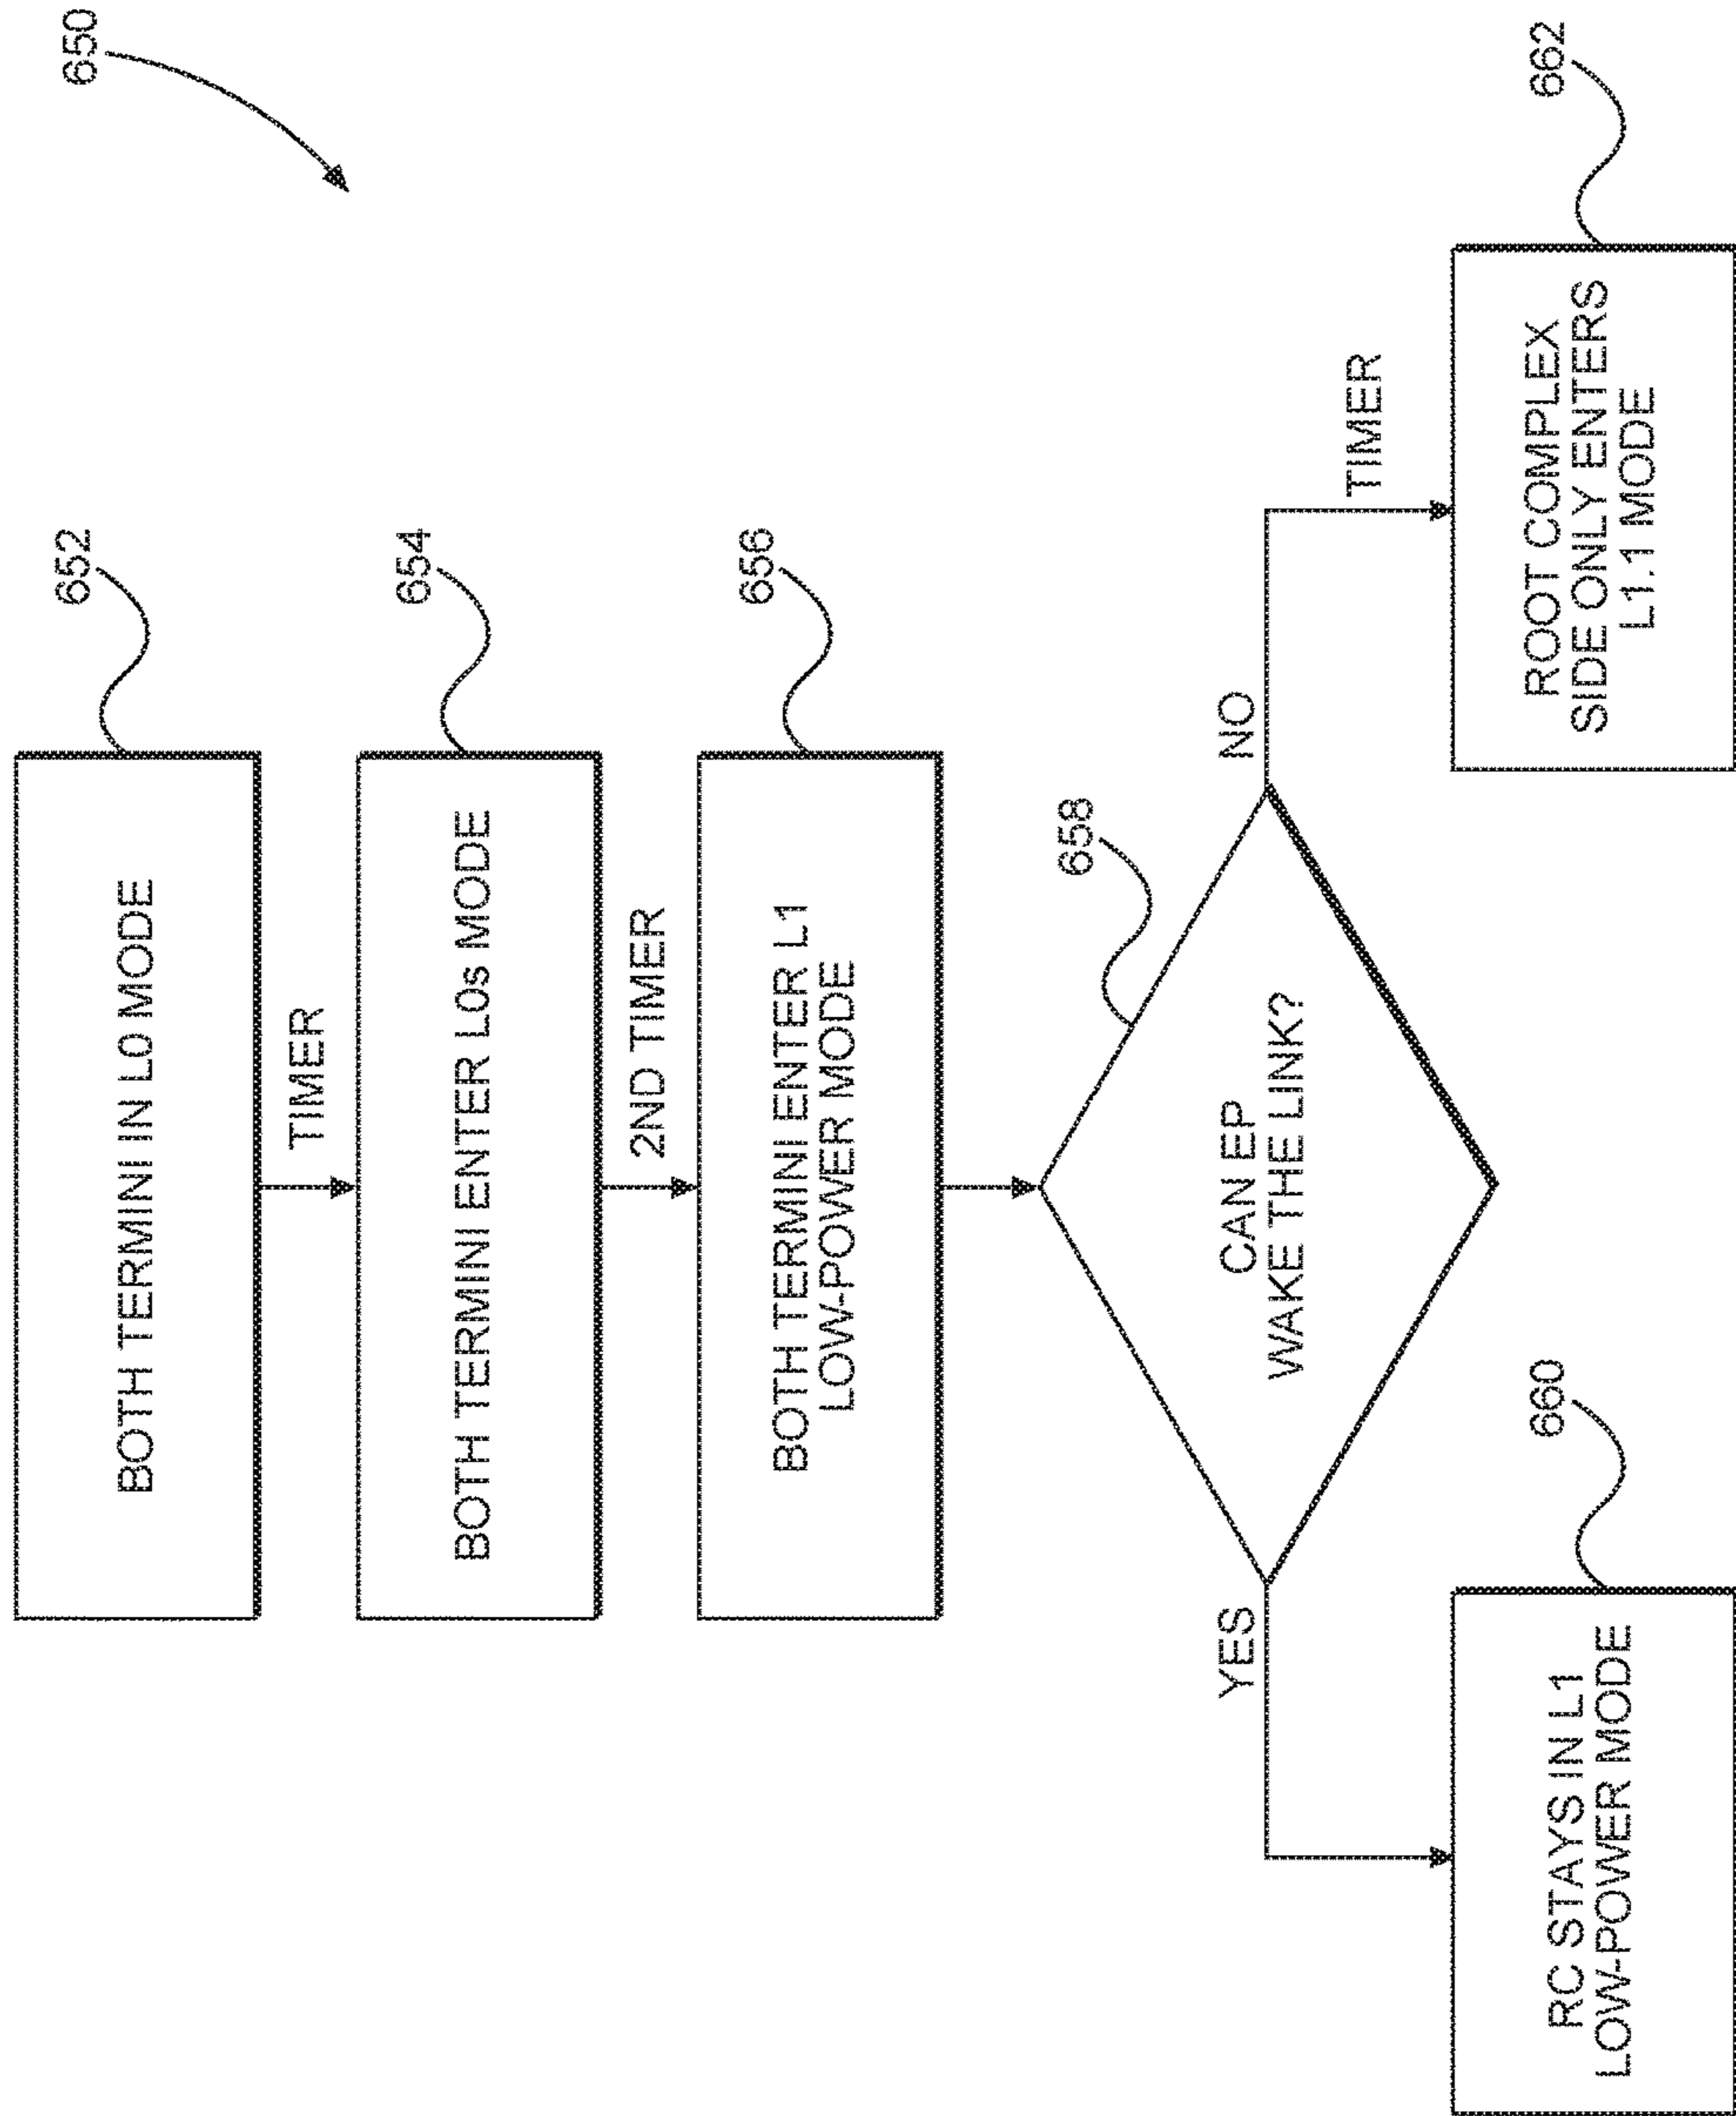 650
BOTH TERMINI IN L0 MODE
652
TIMER
BOTH TERMINI ENTER L0s MODE
654
2ND TIMER
BOTH TERMINI ENTER L1
LOW-POWER MODE
656
CAN EP
WAKE THE LINK?
658
YES
NO
RC STAYS IN L1
LOW-POWER MODE
660
TIMER
ROOT COMPLEX
SIDE ONLY ENTERS
L1.1 MODE
662